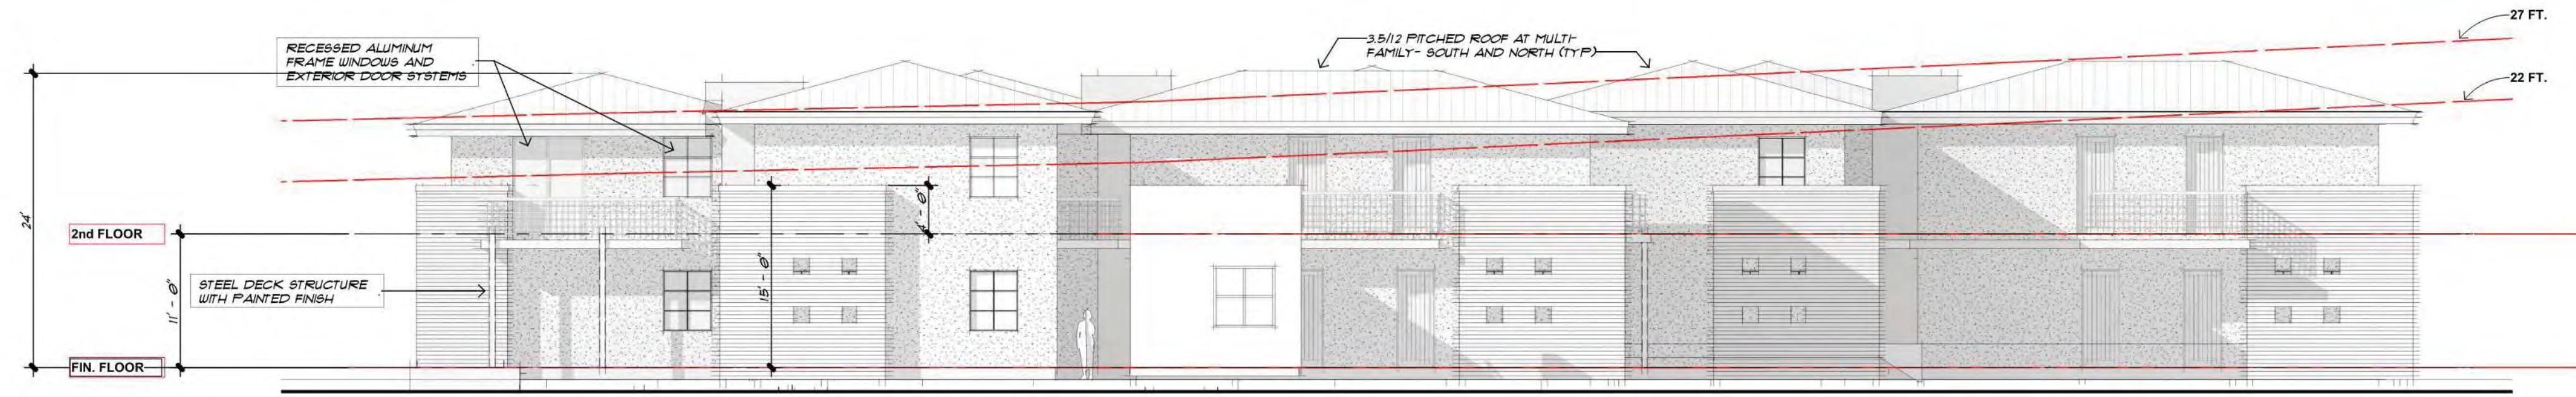 27 FT.
3.5/12 PITCHED ROOF AT MULTI-
FAMILY- SOUTH AND NORTH (TYP)
RECESSED ALUMINUM
FRAME WINDOWS AND
EXTERIOR DOOR SYSTEMS
22 FT.
24'
4' - 0"
2nd FLOOR
15' - 0"
11' - 0"
STEEL DECK STRUCTURE
WITH PAINTED FINISH
FIN. FLOOR